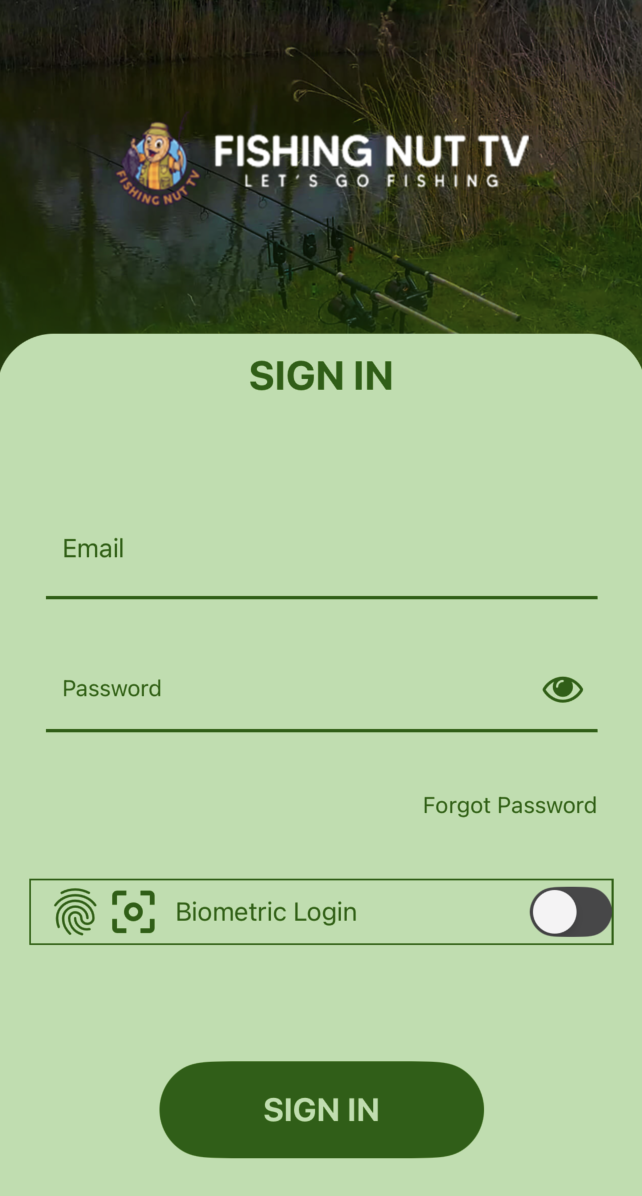 FISHING NUT TV
FISHING NUT TV
LET'S GO FISHING
SIGN IN
Email
Password
Forgot Password
Biometric Login
SIGN IN